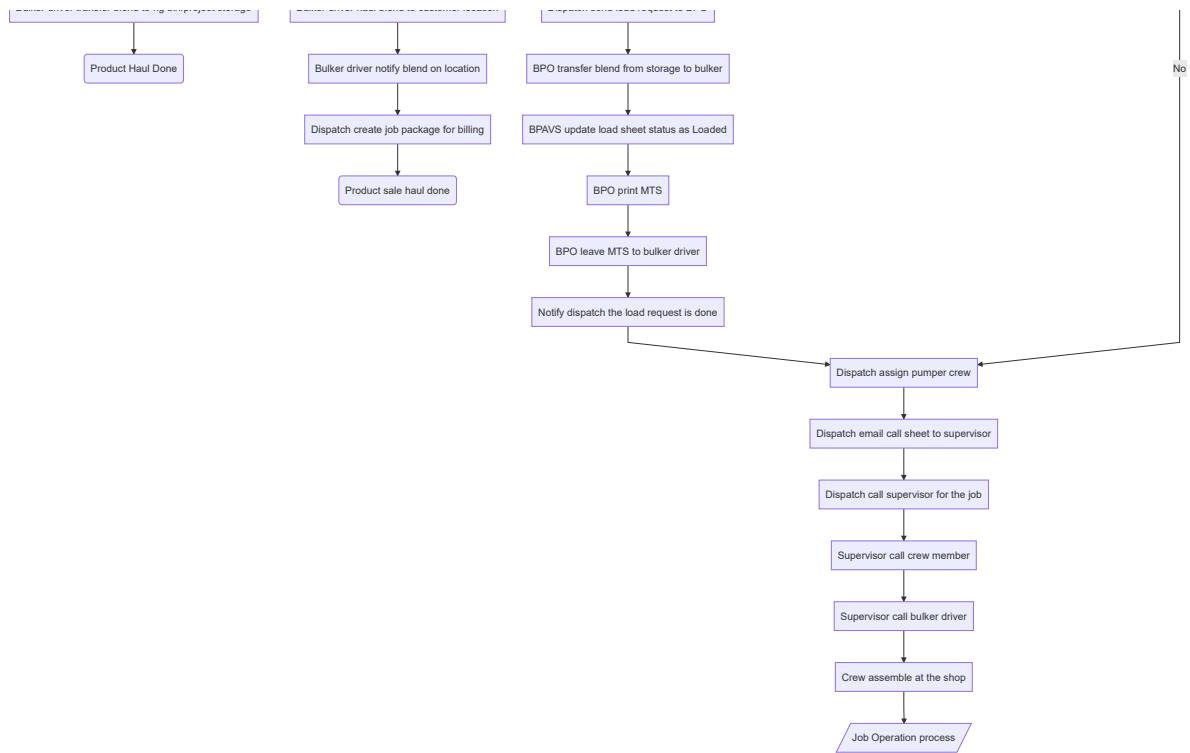 No
Product Haul Done
Bulker driver notify blend on location
BPO transfer blend from storage to bulker
Dispatch create job package for billing
BPAVS update load sheet status as Loaded
Product sale haul done
BPO print MTS
BPO leave MTS to bulker driver
Notify dispatch the load request is done
Dispatch assign pumper crew
Dispatch email call sheet to supervisor
Dispatch call supervisor for the job
Supervisor call crew member
Supervisor call bulker driver
Crew assemble at the shop
Job Operation process